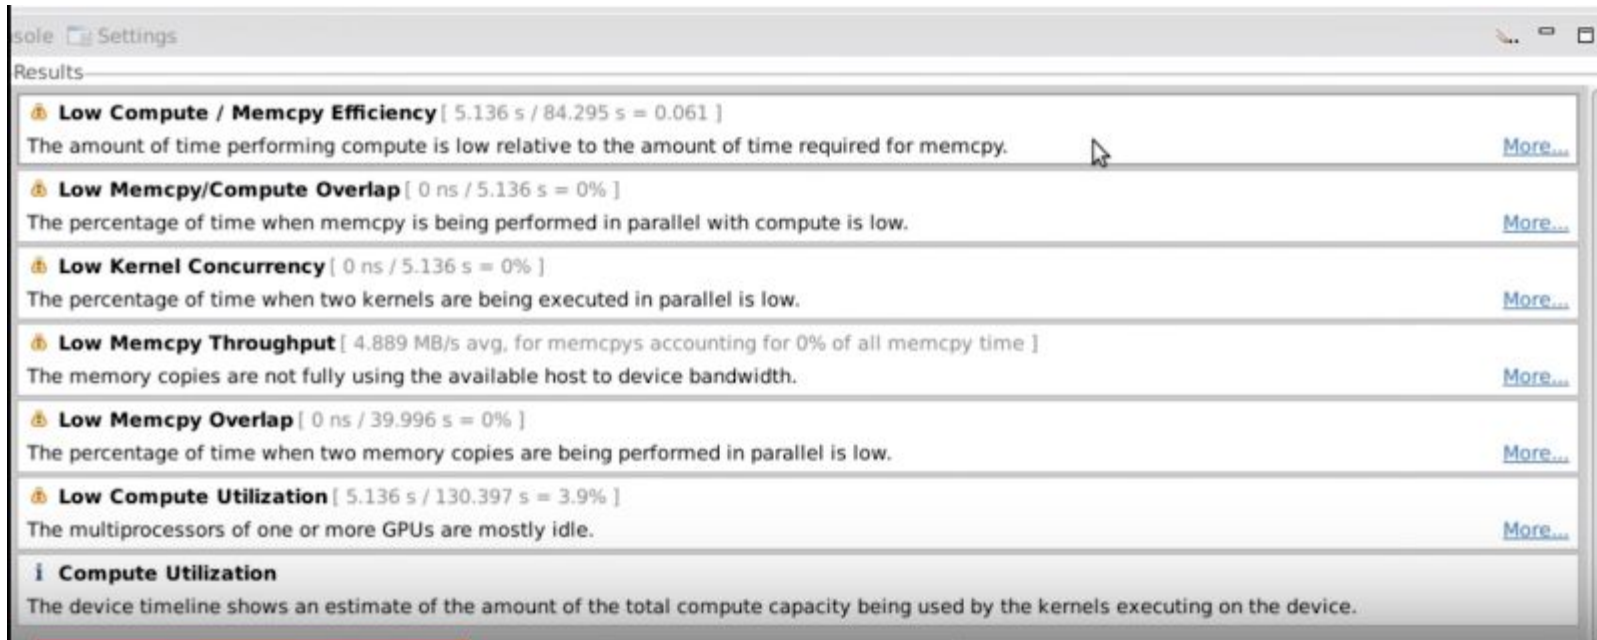 sole Settings
Results
Low Compute / Memcpy Efficiency [ 5.136 s / 84.295 s = 0.061 ]
The amount of time performing compute is low relative to the amount of time required for memcpy. More...
Low Memcpy/Compute Overlap [ 0 ns / 5.136 s = 0% ]
The percentage of time when memcpy is being performed in parallel with compute is low. More...
Low Kernel Concurrency [ 0 ns / 5.136 s = 0% ]
The percentage of time when two kernels are being executed in parallel is low. More...
Low Memcpy Throughput [ 4.889 MB/s avg, for memcpys accounting for 0% of all memcpy time ]
The memory copies are not fully using the available host to device bandwidth. More...
Low Memcpy Overlap [ 0 ns / 39.996 s = 0% ]
The percentage of time when two memory copies are being performed in parallel is low. More...
Low Compute Utilization [ 5.136 s / 130.397 s = 3.9% ]
The multiprocessors of one or more GPUs are mostly idle. More...
i Compute Utilization
The device timeline shows an estimate of the amount of the total compute capacity being used by the kernels executing on the device.